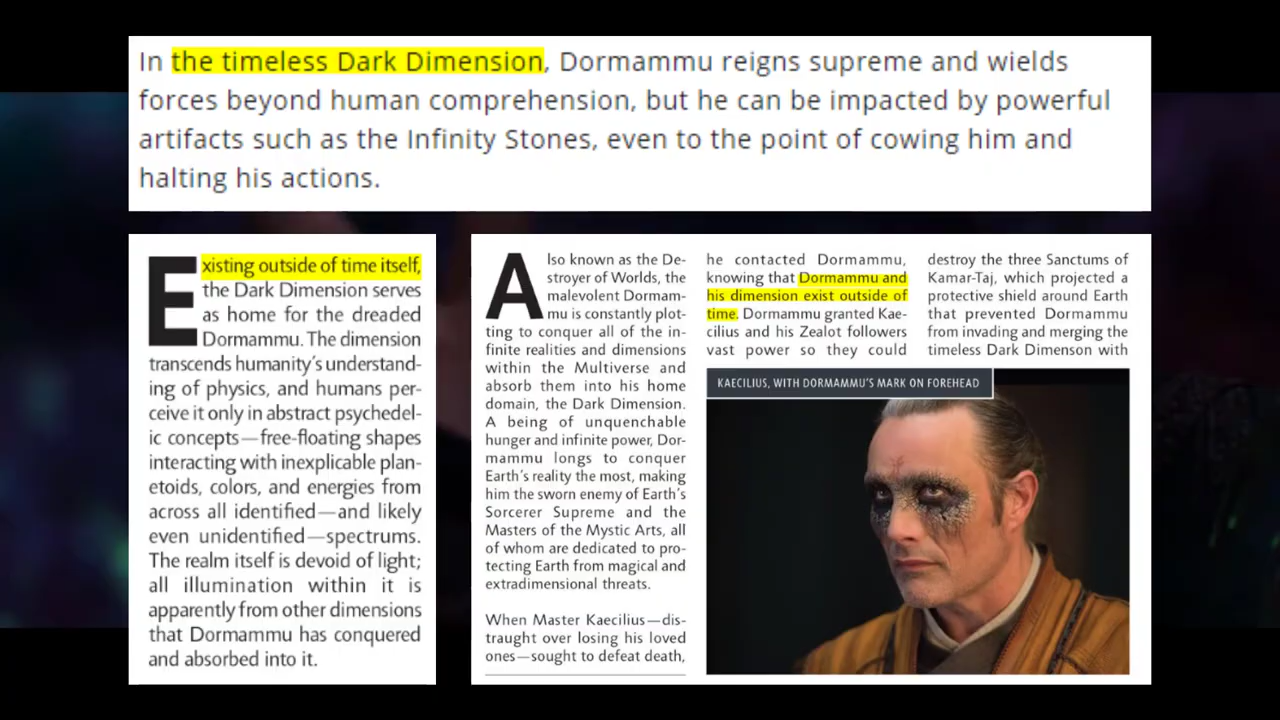 In the timeless Dark Dimension, Dormammu reigns supreme and wields
forces beyond human comprehension, but he can be impacted by powerful
artifacts such as the Infinity Stones, even to the point of cowing him and
halting his actions.
Existing outside of time itself,
the Dark Dimension serves
as home for the dreaded
Dormammu. The dimension
transcends humanity's understand-
ing of physics, and humans per-
ceive it only in abstract psychedel-
ic concepts—free-floating shapes
interacting with inexplicable plan-
etoids, colors, and energies from
across all identified—and likely
even unidentified—spectrums.
The realm itself is devoid of light;
all illumination within it is
apparently from other dimensions
that Dormammu has conquered
and absorbed into it.
Also known as the De-
stroyer of Worlds, the
malevolent Dormam-
mu is constantly plot-
ting to conquer all of the in-
finite realities and dimensions
within the Multiverse and
absorb them into his home
domain, the Dark Dimension.
A being of unquenchable
hunger and infinite power, Dor-
mammu longs to conquer
Earth's reality the most, making
him the sworn enemy of Earth's
Sorcerer Supreme and the
Masters of the Mystic Arts, all
of whom are dedicated to pro-
tecting Earth from magical and
extradimensional threats.
When Master Kaecilius—dis-
traught over losing his loved
ones—sought to defeat death,
he contacted Dormammu,
knowing that Dormammu and
his dimension exist outside of
time. Dormammu granted Kae-
cilius and his Zealot followers
vast power so they could
destroy the three Sanctums of
Kamar-Taj, which projected a
protective shield around Earth
that prevented Dormammu
from invading and merging the
timeless Dark Dimenson with
KAECILIUS, WITH DORMAMMU'S MARK ON FOREHEAD